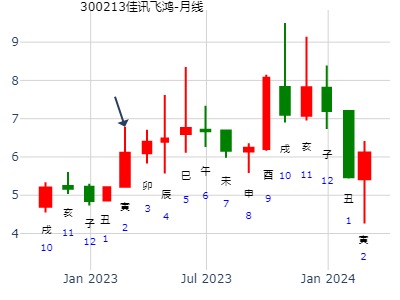 300213佳讯飞鸿-月线
9
8
7
6
5
4
戌 10
亥 11
子 12
丑 1
寅 2
卯 3
辰 4
巳 5
午 6
未 7
申 8
酉 9
戌 10
亥 11
子 12
丑 1
寅 2
Jan 2023
Jul 2023
Jan 2024